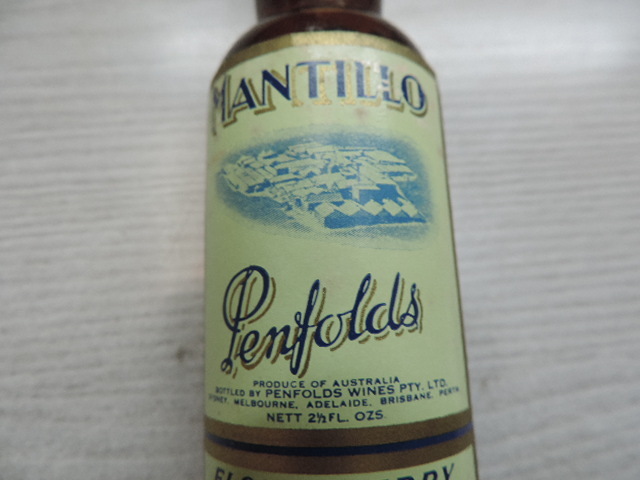 MANTILLO
Penfolds
PRODUCE OF AUSTRALIA
BOTTLED BY PENFOLDS WINES PTY. LTD.
SYDNEY, MELBOURNE, ADELAIDE, BRISBANE, PERTH
NETT 2½ FL. OZS.